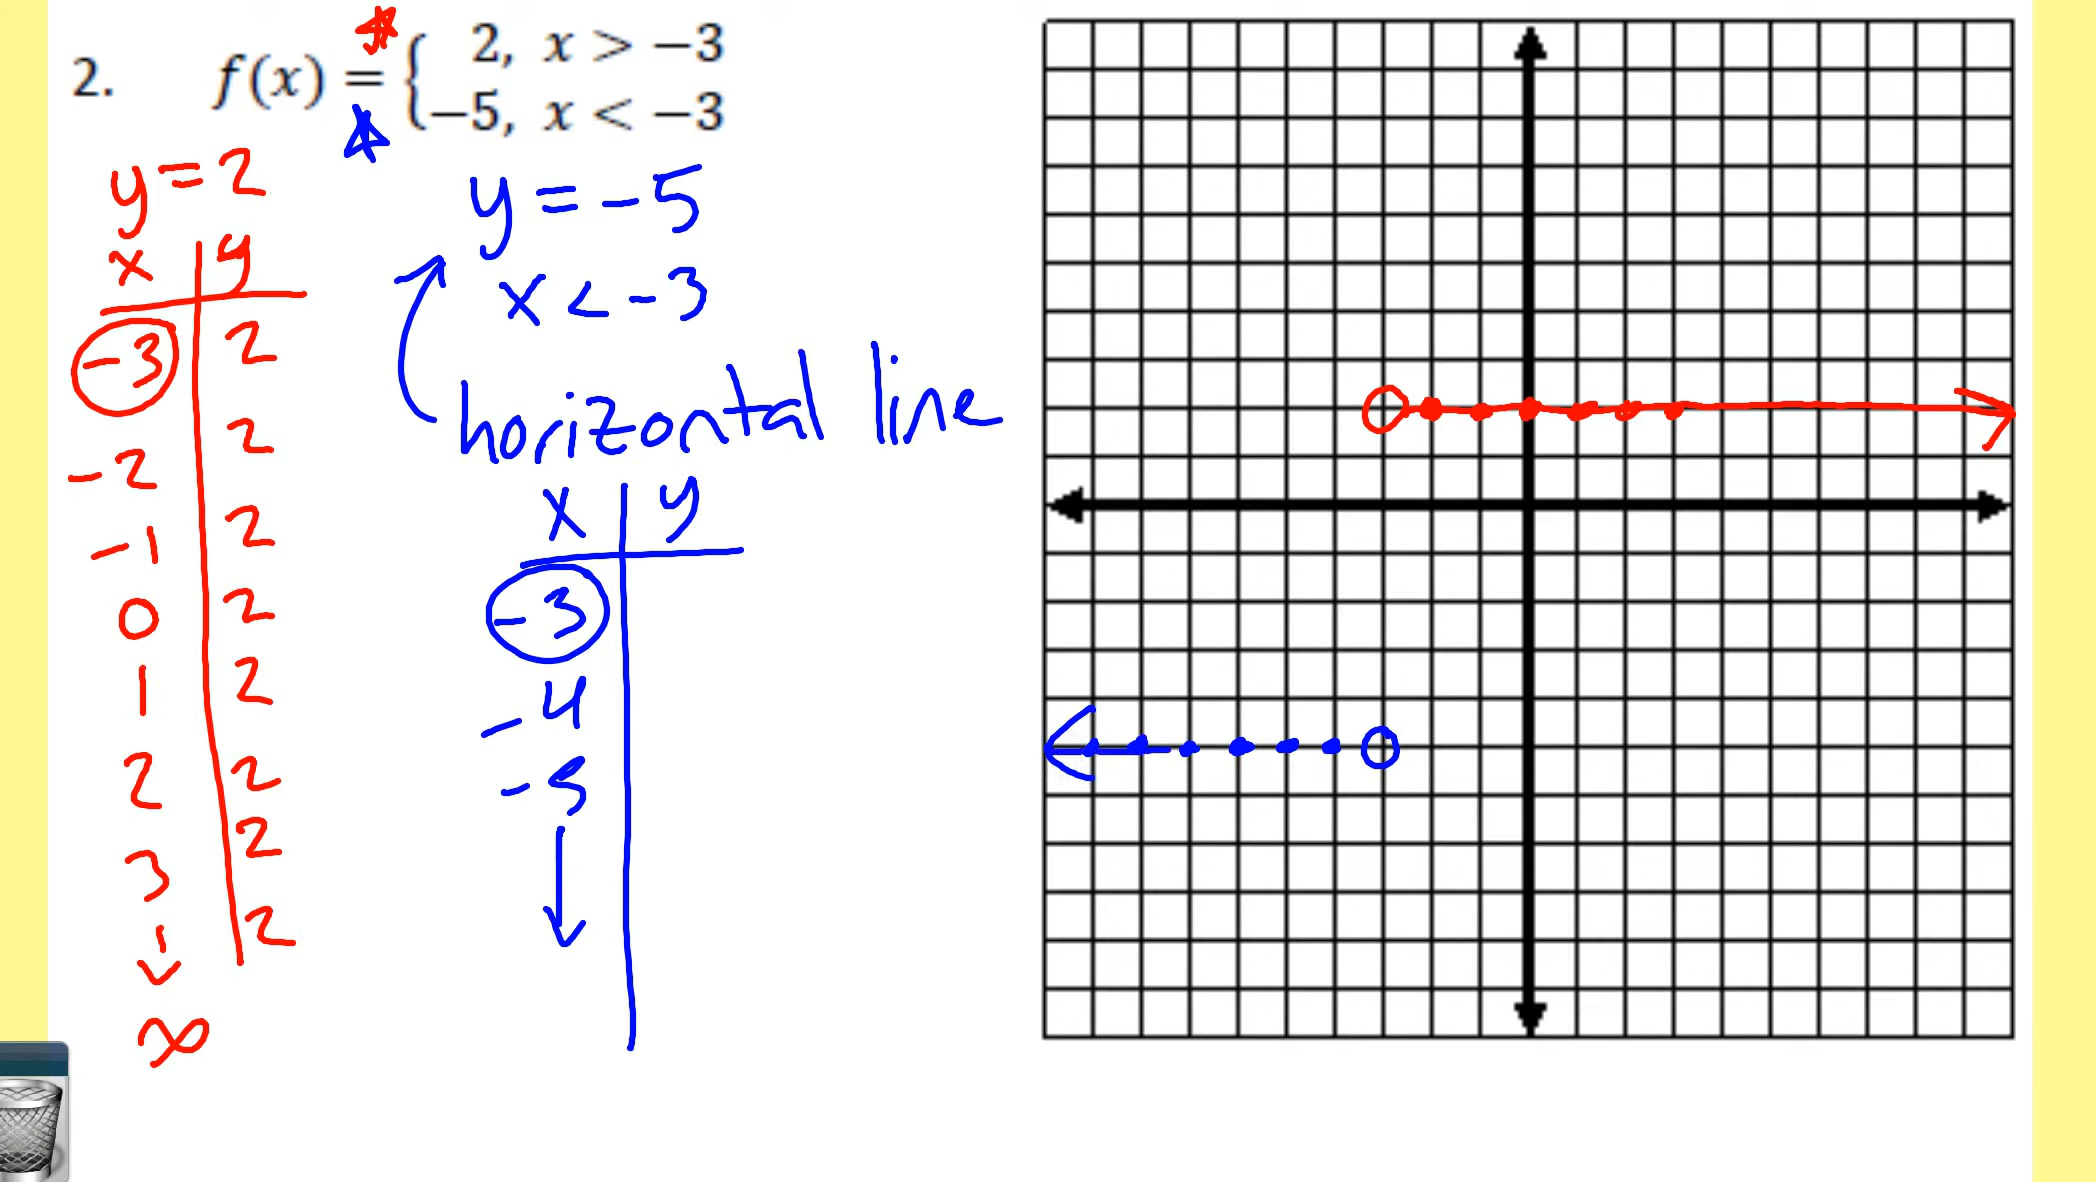 2. f(x) = { 2, x > −3
−5, x < −3
y = 2
x y
-3 2
-2 2
-1 2
0 2
1 2
2 2
3 2
2
∞
y = -5
x < -3
horizontal line
x y
-3
-4
-5